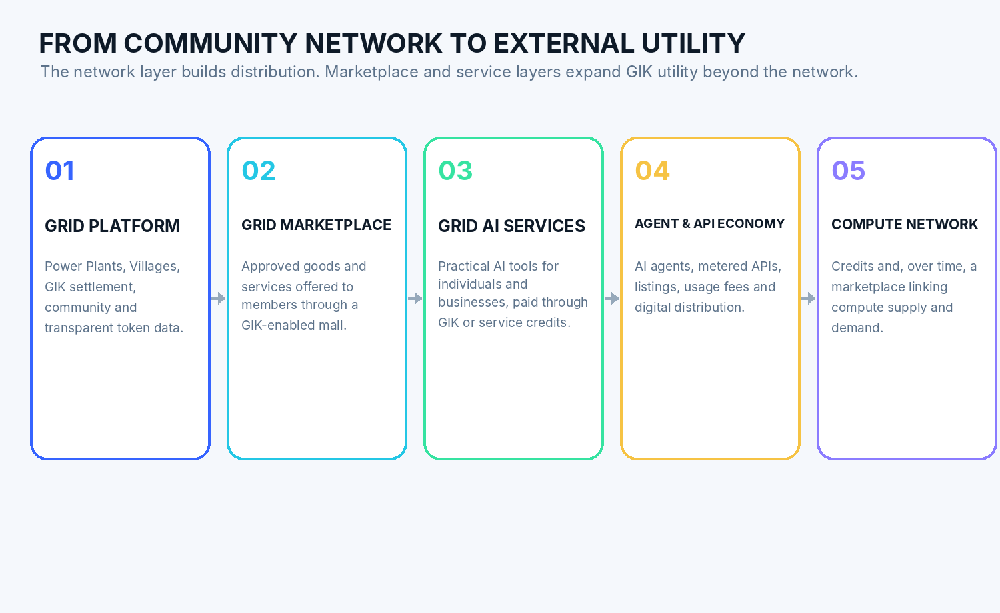 FROM COMMUNITY NETWORK TO EXTERNAL UTILITY
The network layer builds distribution. Marketplace and service layers expand GIK utility beyond the network.
01
GRID PLATFORM
Power Plants, Villages,
GIK settlement,
community and
transparent token data.
02
GRID MARKETPLACE
Approved goods and
services offered to
members through a
GIK-enabled mall.
03
GRID AI SERVICES
Practical AI tools for
individuals and
businesses, paid through
GIK or service credits.
04
AGENT & API ECONOMY
AI agents, metered APIs,
listings, usage fees and
digital distribution.
05
COMPUTE NETWORK
Credits and, over time, a
marketplace linking
compute supply and
demand.